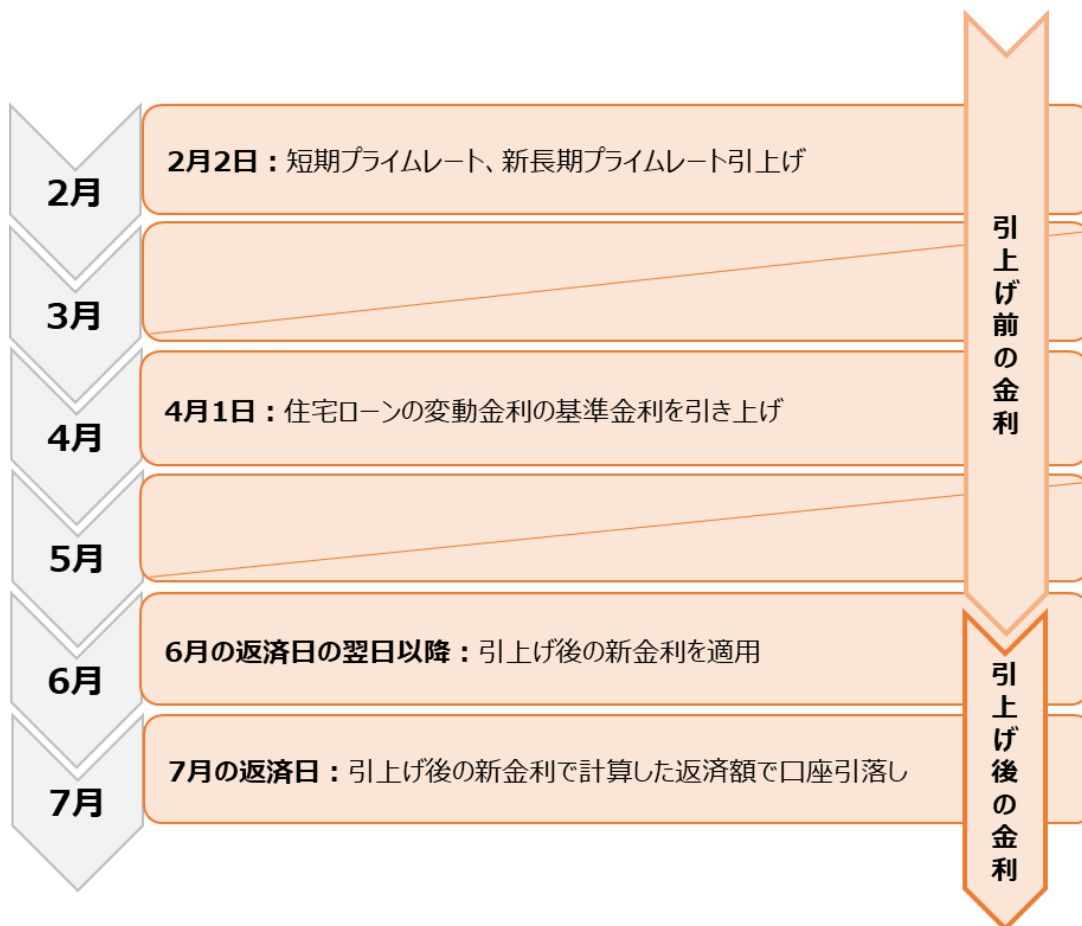 2月
2月2日：短期プライムレート、新長期プライムレート引上げ
3月
4月
4月1日：住宅ローンの変動金利の基準金利を引き上げ
5月
6月
6月の返済日の翌日以降：引上げ後の新金利を適用
7月
7月の返済日：引上げ後の新金利で計算した返済額で口座引落し
引上げ前の金利
引上げ後の金利